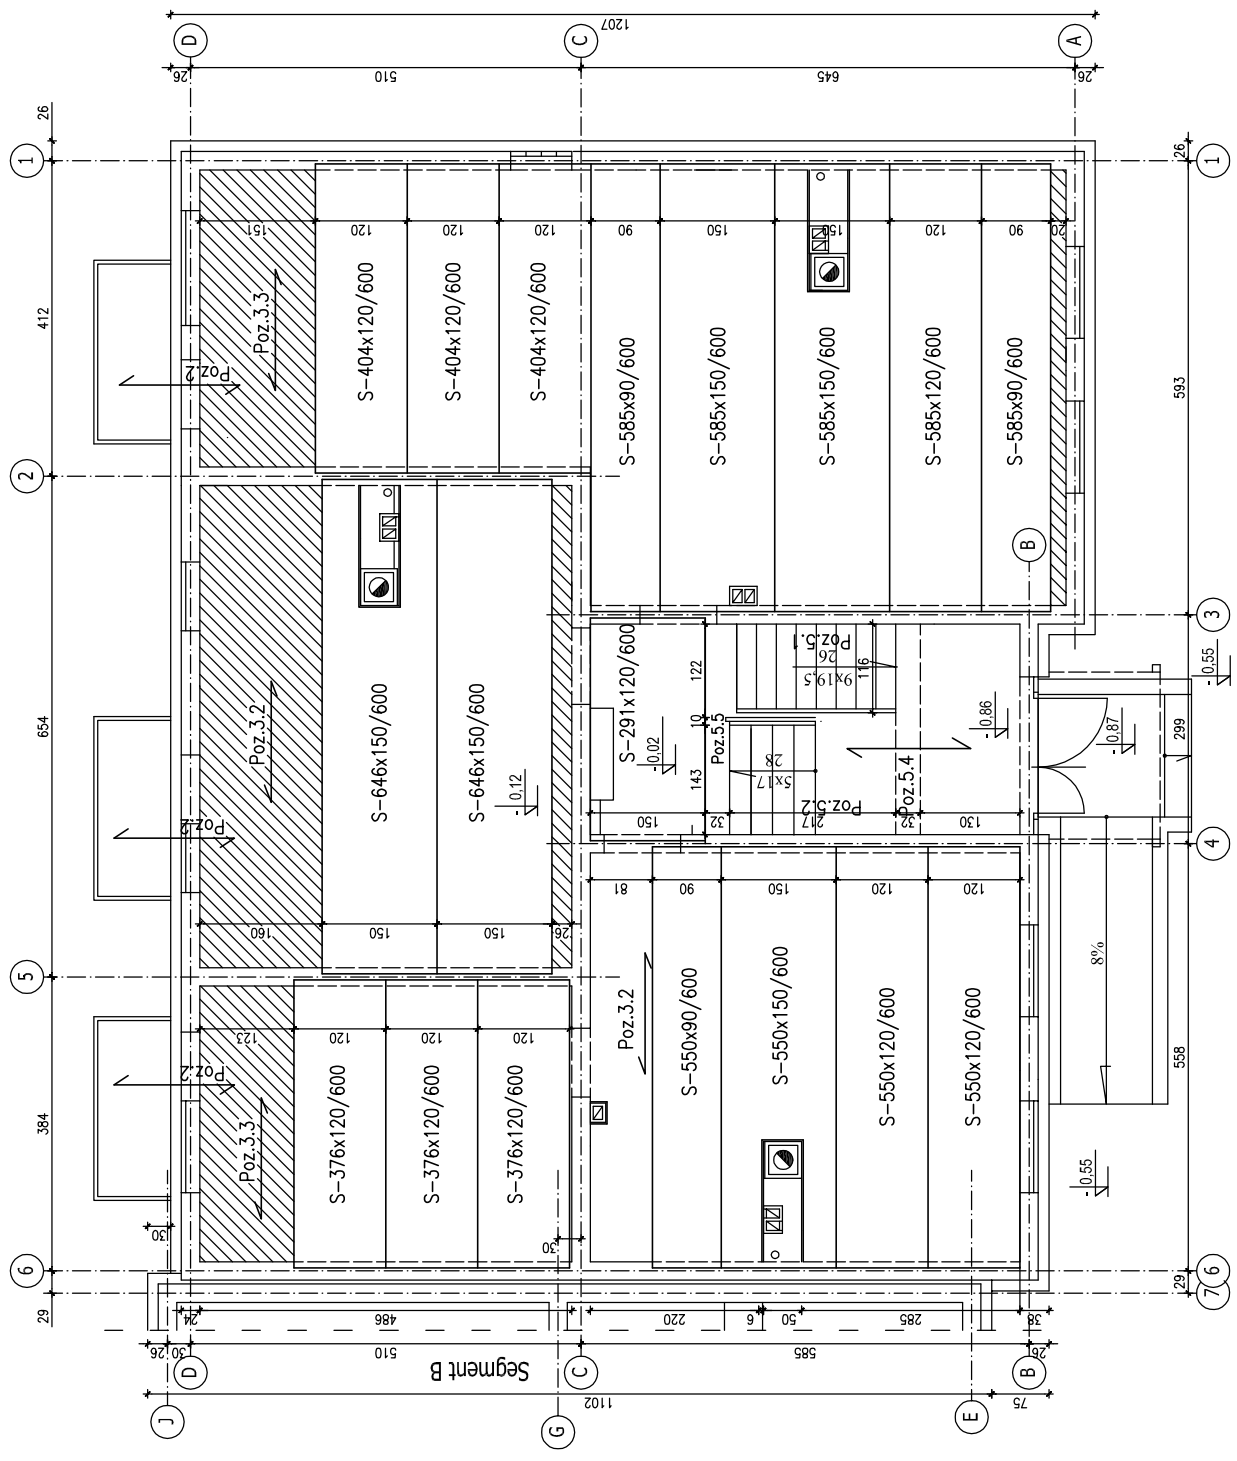 1207
D
C
A
26
510
645
26
26
1
26
1
151
120
120
120
90
150
150
120
90
20
412
Poz.3.3
Poz.2
S-404x120/600
S-404x120/600
S-404x120/600
S-585x90/600
S-585x150/600
S-585x150/600
S-585x120/600
S-585x90/600
593
2
B
3
654
Poz.3.2
Poz.2
S-646x150/600
S-646x150/600
-0,12
S-291x120/600
-0,02
122
10
143
Poz.5.5
Poz.5.1
26
9x19,5
116
28
5x17
Poz.5.2
Poz.5.4
-0,86
-0,87
-0,55
299
150
32
217
32
130
4
81
90
150
120
120
160
150
150
26
5
8%
123
120
120
120
Poz.2
Poz.3.3
384
S-376x120/600
S-376x120/600
S-376x120/600
Poz.3.2
S-550x90/600
S-550x150/600
S-550x120/600
S-550x120/600
558
-0,55
30
30
6
6
29
29
7
24
486
220
6
50
285
38
26
30
510
585
26
D
C
B
Segment B
1102
75
J
G
E